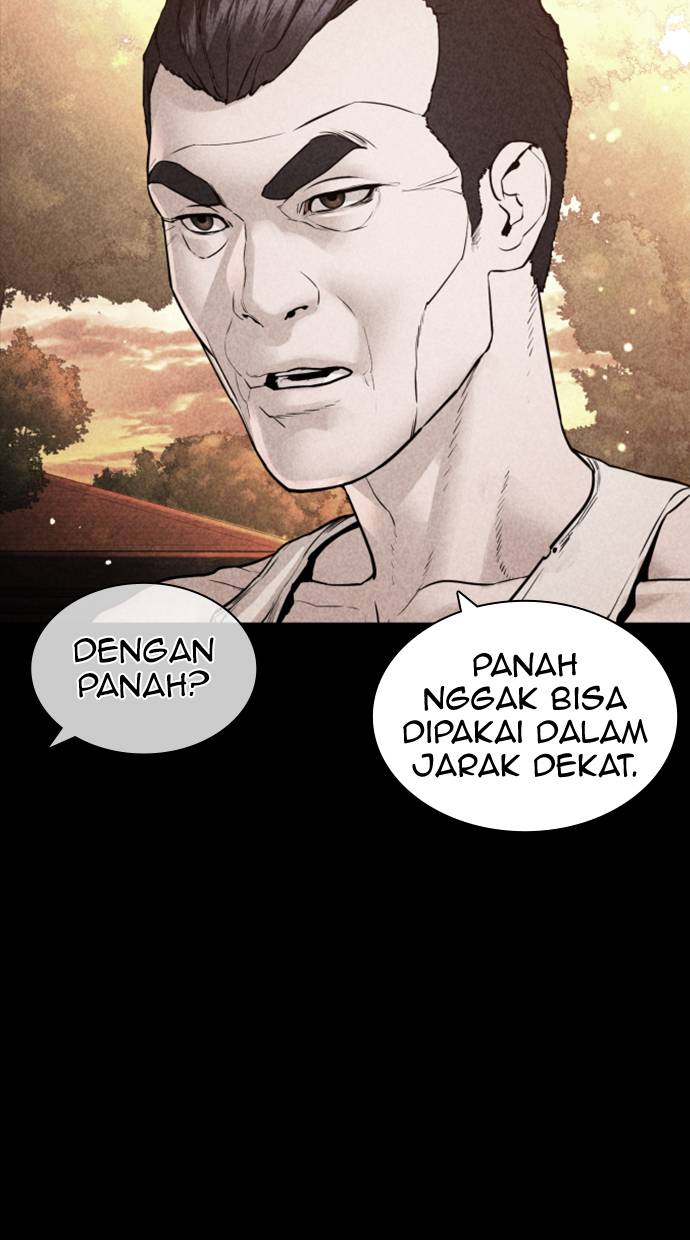 DENGAN
PANAH?
PANAH
NGGAK BISA
DIPAKAI DALAM
JARAK DEKAT.